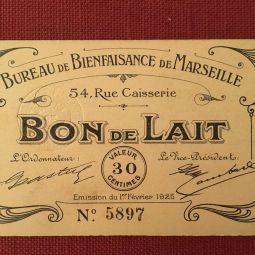 BUREAU DE BIENFAISANCE DE MARSEILLE
54, Rue Caisserie
BON DE LAIT
L'Ordonnateur:
VALEUR
30
CENTIMES
Le Vice-Président
Emission du 1er Février 1925
No 5897